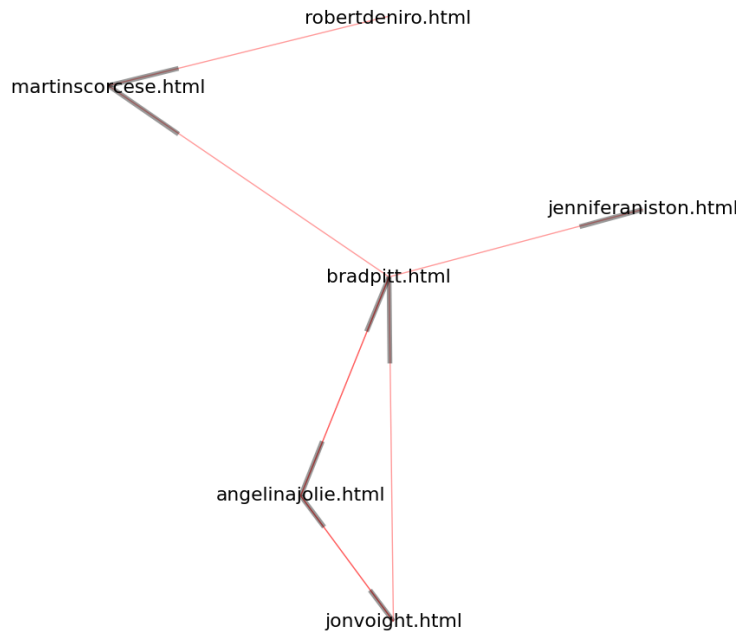 robertdeniro.html
martinscorcese.html
jenniferaniston.html
bradpitt.html
angelinajolie.html
jonvoight.html